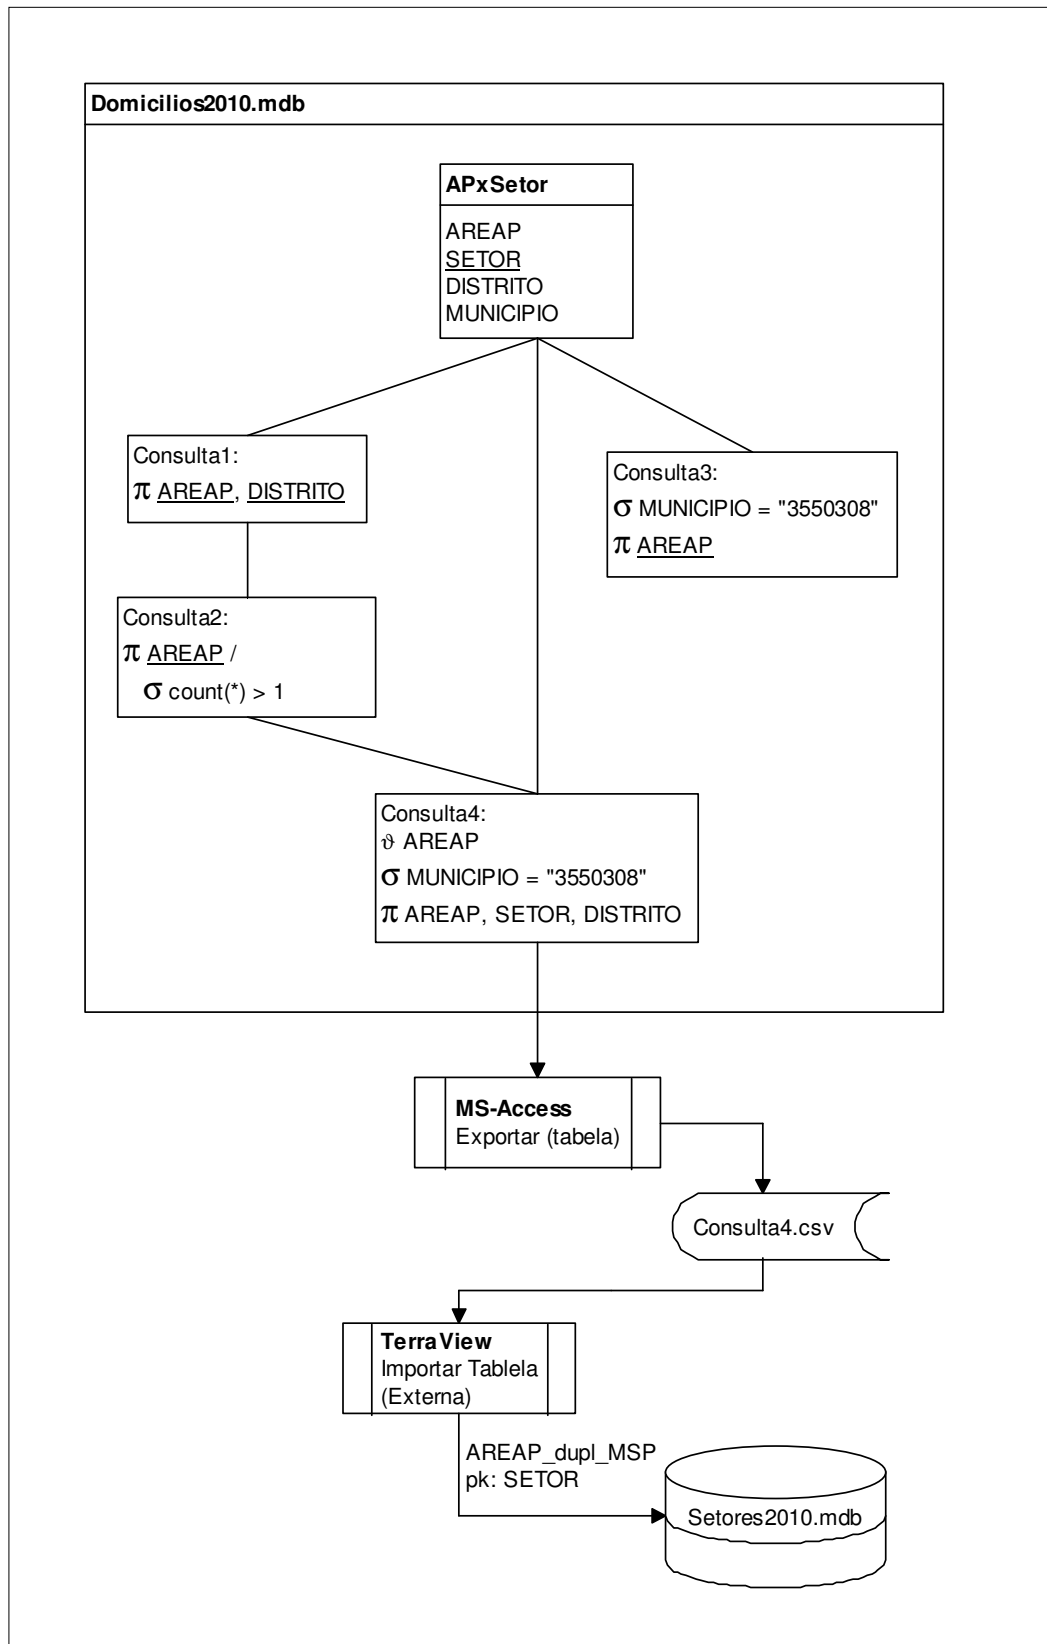 Domicilios2010.mdb
APxSetor
AREAP
SETOR
DISTRITO
MUNICIPIO
Consulta1:
π AREAP, DISTRITO
Consulta3:
σ MUNICIPIO = "3550308"
π AREAP
Consulta2:
π AREAP /
σ count(*) > 1
Consulta4:
ϑ AREAP
σ MUNICIPIO = "3550308"
π AREAP, SETOR, DISTRITO
MS-Access
Exportar (tabela)
Consulta4.csv
TerraView
Importar Tablela
(Externa)
AREAP_dupl_MSP
pk: SETOR
Setores2010.mdb